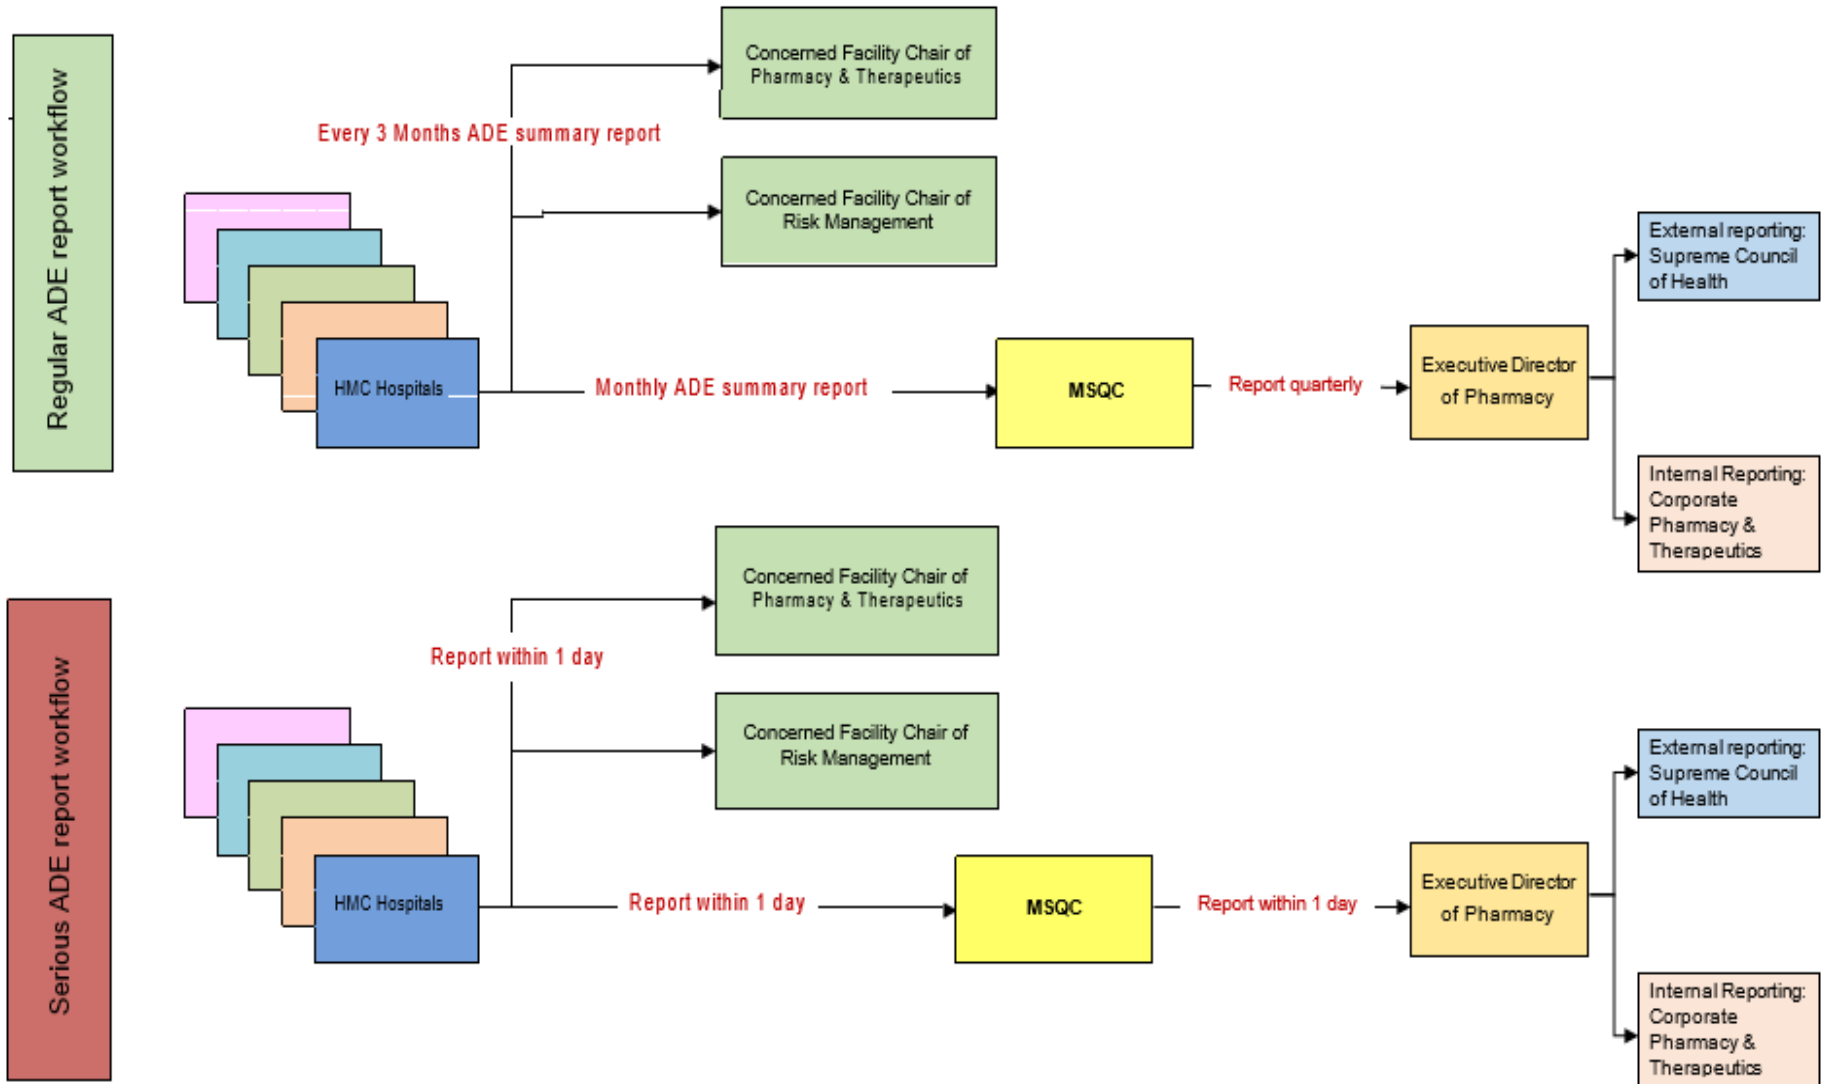 Regular ADE report workflow
Concerned Facility Chair of
Pharmacy & Therapeutics
Every 3 Months ADE summary report
Concerned Facility Chair of
Risk Management
HMC Hospitals
Monthly ADE summary report
MSQC
Report quarterly
Executive Director
of Pharmacy
External reporting:
Supreme Council
of Health
Internal Reporting:
Corporate
Pharmacy &
Therapeutics
Serious ADE report workflow
Concerned Facility Chair of
Pharmacy & Therapeutics
Report within 1 day
Concerned Facility Chair of
Risk Management
HMC Hospitals
Report within 1 day
MSQC
Report within 1 day
Executive Director
of Pharmacy
External reporting:
Supreme Council
of Health
Internal Reporting:
Corporate
Pharmacy &
Therapeutics